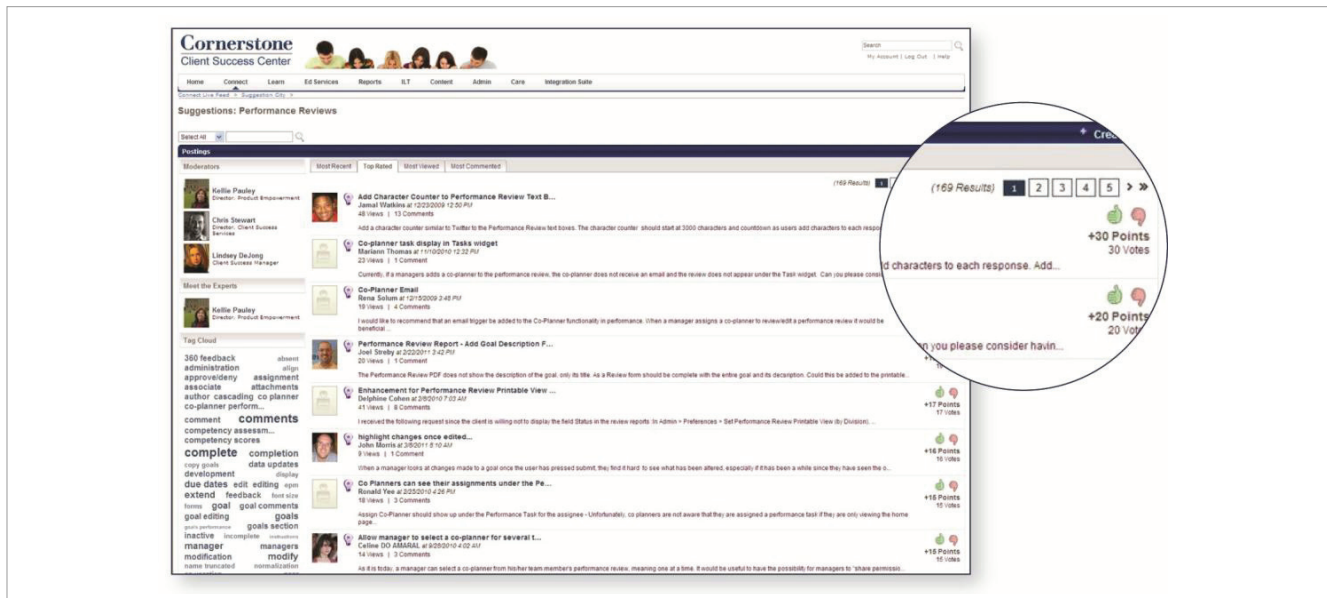 Cornerstone
Client Success Center
Search
My Account | Log Out | Help
Home Connect Learn Ed Services Reports ILT Content Admin Care Integration Suite
Connect Live Feed > Suggestion City >
Suggestions: Performance Reviews
Select All
Postings
Moderators
Kellie Pauley
Director: Product Empowerment
Chris Stewart
Director: Client Success
Services
Lindsey DeJong
Client Success Manager
Meet the Experts
Kellie Pauley
Director: Product Empowerment
Tag Cloud
360 feedback absent
administration align
approve/deny assignment
associate attachments
author cascading co planner
co-planner perform...
comment comments
competency assessm...
competency scores
complete completion
copy goals data updates
development display
due dates edit editing epm
extend feedback font size
forms goal goal comments
goal editing goals
goals performance goals section
inactive incomplete instructions
manager managers
modification modify
name truncated normalization
Most Recent Top Rated Most Viewed Most Commented
(169 Results) 1
Add Character Counter to Performance Review Text B...
Jamal Watkins at 12/23/2009 12:50 PM
48 Views | 13 Comments
Add a character counter similar to Twitter to the Performance Review text boxes. The character counter should start at 3000 characters and countdown as users add characters to each respo
Co-planner task display in Tasks widget
Mariann Thomas at 11/10/2010 12:32 PM
23 Views | 1 Comment
Currently, if a managers adds a co-planner to the performance review, the co-planner does not receive an email and the review does not appear under the Task widget. Can you please consi
Co-Planner Email
Rena Solum at 12/15/2009 3:45 PM
19 Views | 4 Comments
I would like to recommend that an email trigger be added to the Co-Planner functionality in performance. When a manager assigns a co-planner to review/edit a performance review it would be
beneficial ...
Performance Review Report - Add Goal Description F...
Joel Streby at 2/22/2011 3:42 PM
20 Views | 1 Comment
The Performance Review PDF does not show the description of the goal, only its title. As a Review form should be complete with the entire goal and its decsription. Could this be added to the printable...
Enhancement for Performance Review Printable View ...
Delphine Cohen at 2/8/2010 7:03 AM
41 Views | 8 Comments
+17 Points
17 Votes
I received the following request since the client is willing not to display the field Status in the review reports: In Admin > Preferences > Set Performance Review Printable View (by Division). ...
highlight changes once edited...
John Morris at 3/8/2011 8:10 AM
9 Views | 1 Comment
+16 Points
16 Votes
When a manager looks at changes made to a goal once the user has pressed submit, they find it hard to see what has been altered, especially if it has been a while since they have seen the o...
Co Planners can see their assignments under the Pe...
Ronald Yee at 2/25/2010 4:26 PM
18 Views | 3 Comments
+16 Points
16 Votes
Assign Co-Planner should show up under the Performance Task for the assignee - Unfortunately, co planners are not aware that they are assigned a performance task if they are only viewing the home
page...
Allow manager to select a co-planner for several t...
Celine DO AMARAL at 9/28/2010 4:02 AM
14 Views | 3 Comments
+15 Points
15 Votes
As it is today, a manager can select a co-planner from his/her team member's performance review, meaning one at a time. It would be useful to have the possibility for managers to "share permissio...
Crea
(169 Results) 1 2 3 4 5 > »
+30 Points
30 Votes
d characters to each response. Add...
+20 Points
20 Vot
n you please consider havin...